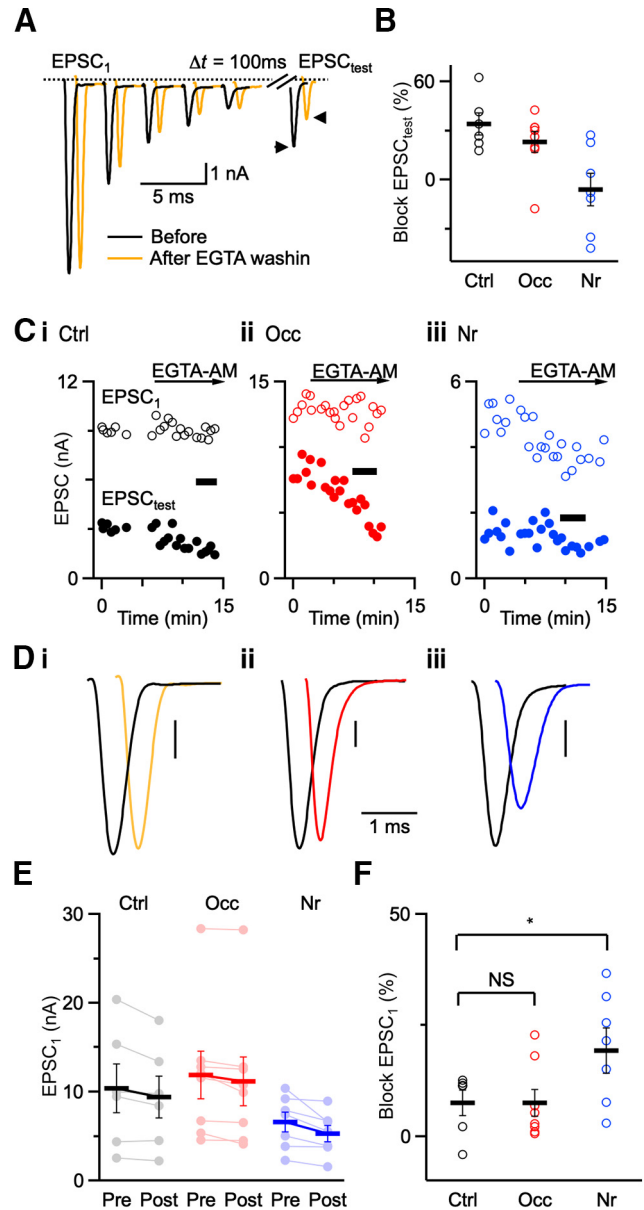 A
EPSC1
Δt = 100ms
EPSCtest
1 nA
5 ms
Before
After EGTA washin
B
Block EPSCtest (%)
60
0
Ctrl Occ Nr
C i Ctrl ii Occ iii Nr
EGTA-AM EGTA-AM EGTA-AM
12 15 6
EPSC1
EPSC (nA)
EPSCtest
0 0 0
0 15 0 15 0 15
Time (min) Time (min) Time (min)
D i ii iii
1 ms
E
Ctrl Occ Nr
EPSC1 (nA)
30
20
10
0
Pre Post Pre Post Pre Post
F
Block EPSC1 (%)
50
*
NS
0
Ctrl Occ Nr